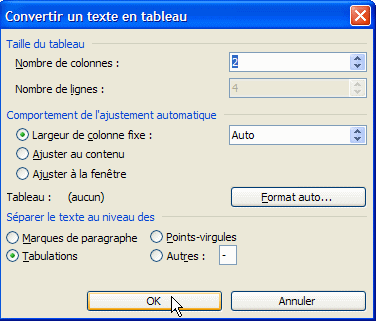 Convertir un texte en tableau
Taille du tableau
Nombre de colonnes : 2
Nombre de lignes : 4
Comportement de l'ajustement automatique
Largeur de colonne fixe : Auto
Ajuster au contenu
Ajuster à la fenêtre
Tableau : (aucun) Format auto...
Séparer le texte au niveau des
Marques de paragraphe Points-virgules
Tabulations Autres : -
OK Annuler